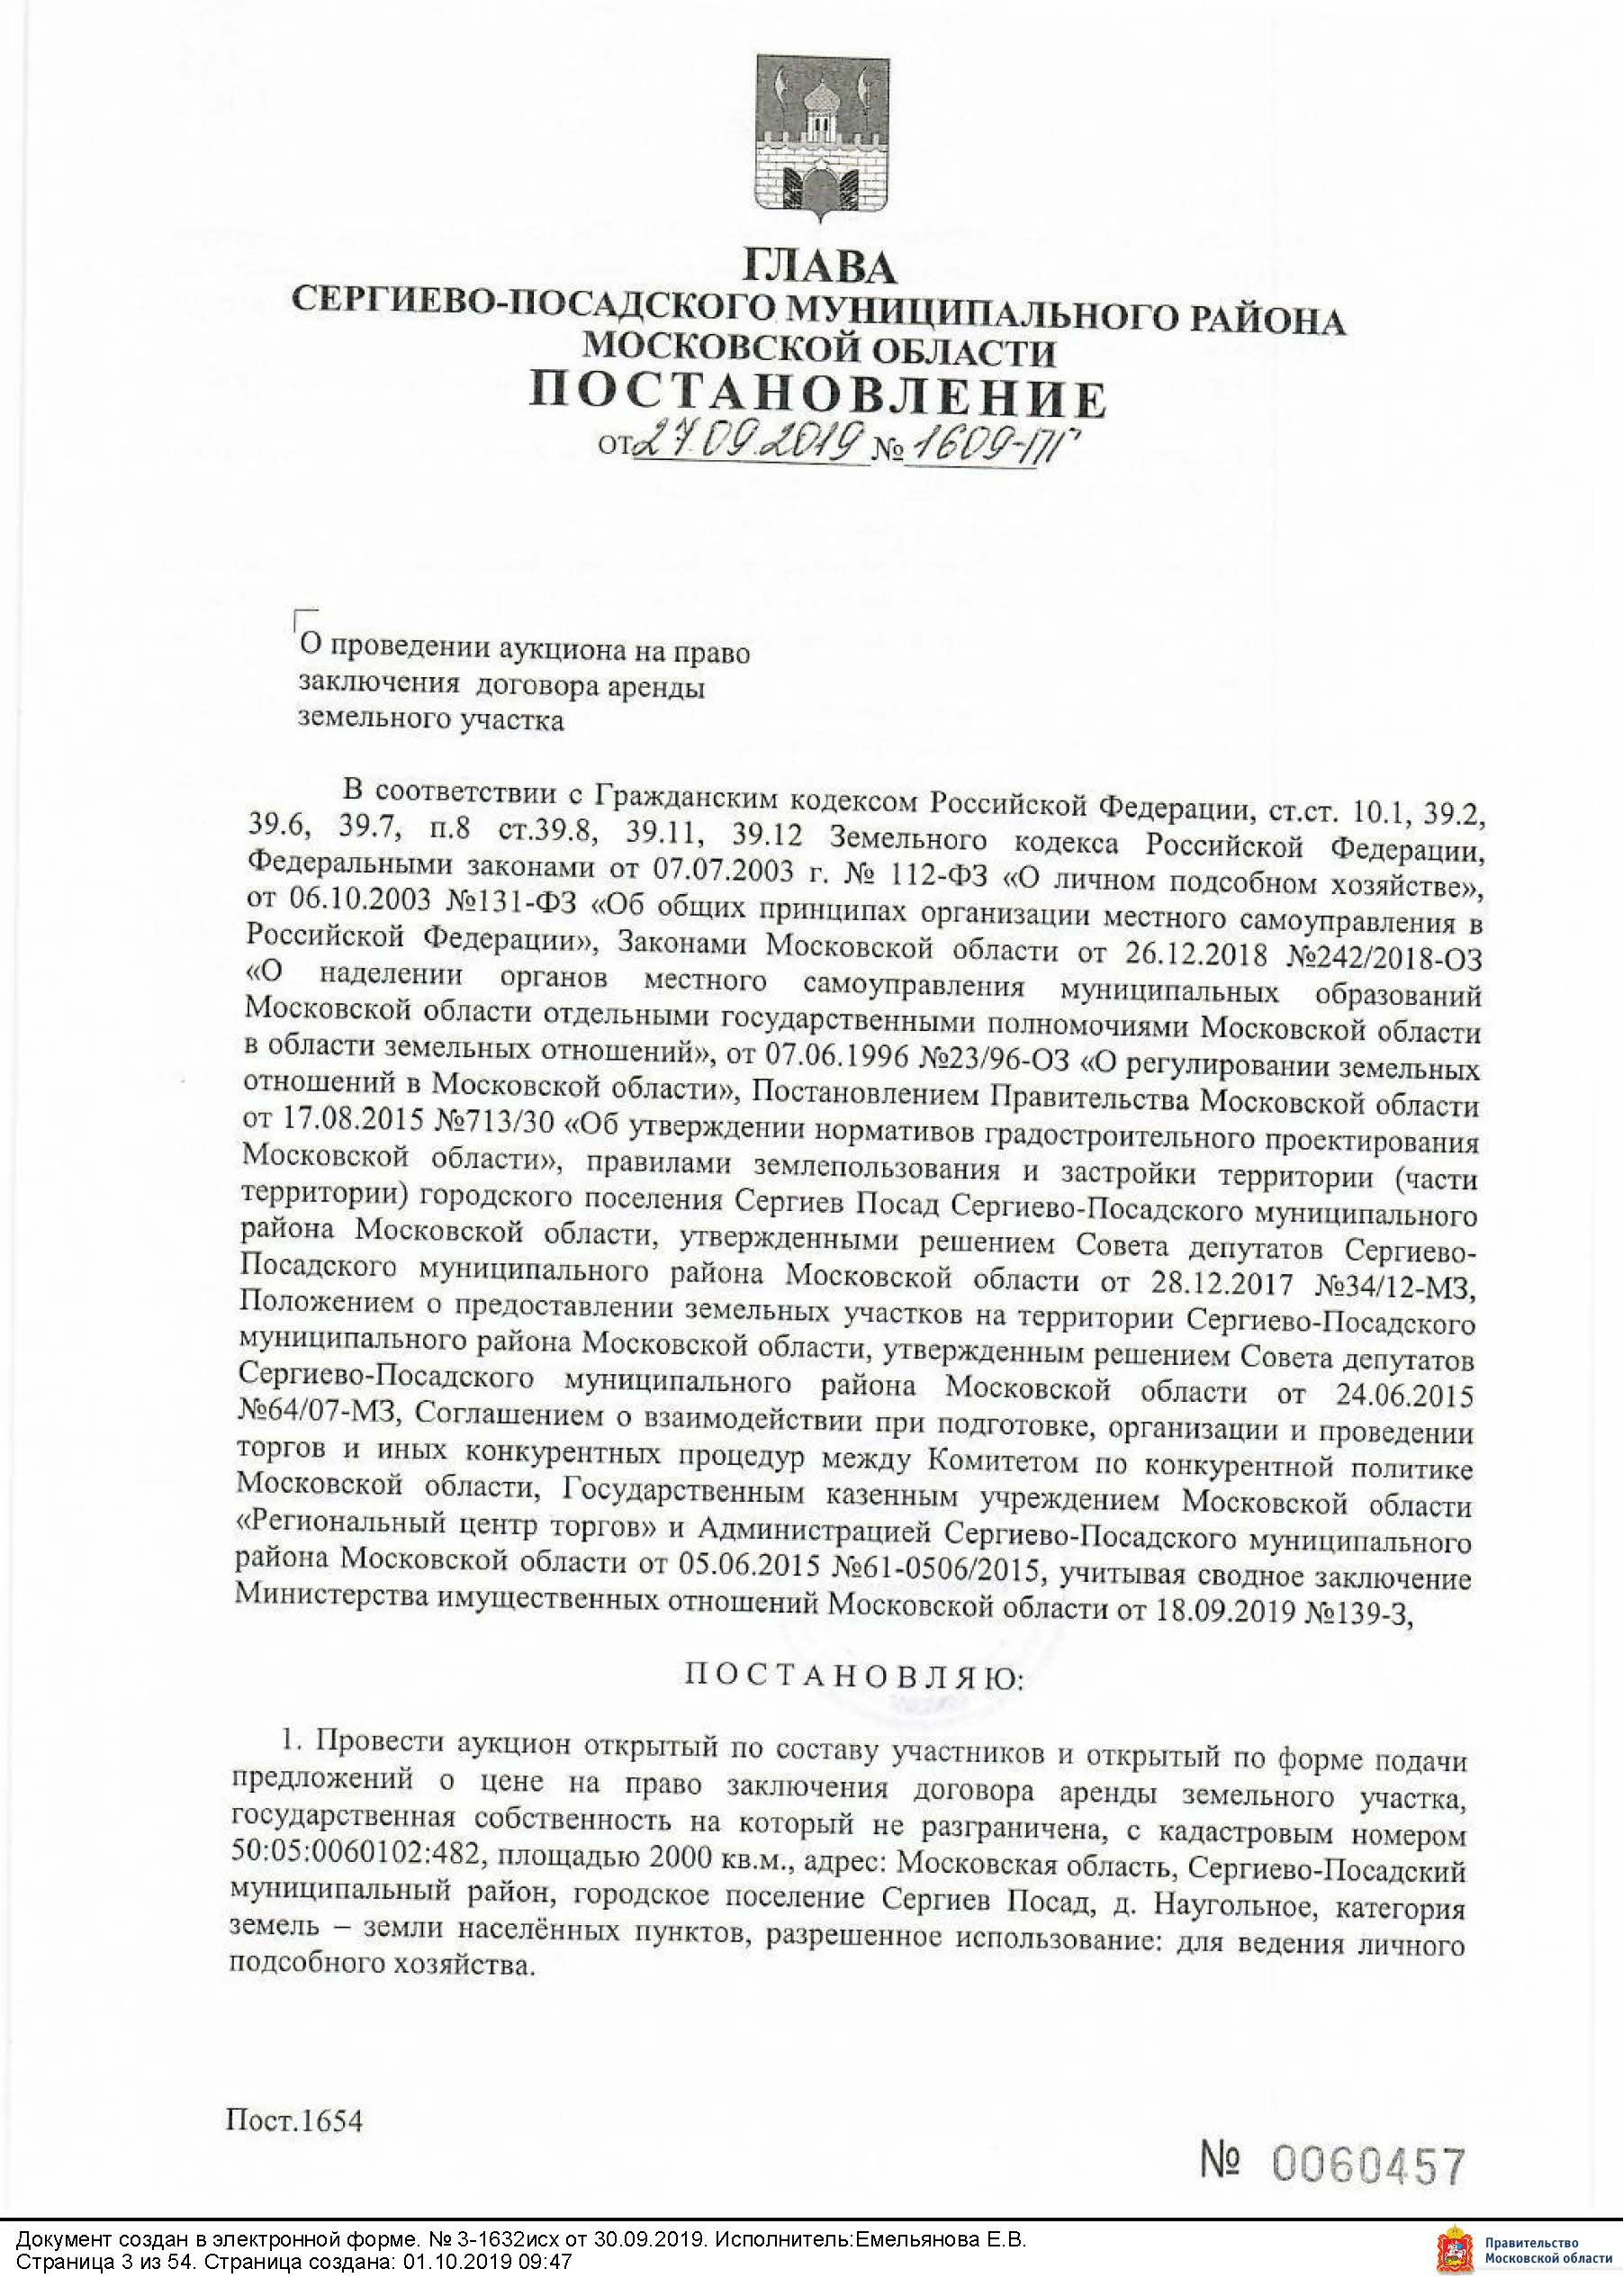 ГЛАВА
СЕРГИЕВО-ПОСАДСКОГО МУНИЦИПАЛЬНОГО РАЙОНА
МОСКОВСКОЙ ОБЛАСТИ
ПОСТАНОВЛЕНИЕ
от 27.09.2019 № 1609-ПГ
О проведении аукциона на право
заключения договора аренды
земельного участка
В соответствии с Гражданским кодексом Российской Федерации, ст.ст. 10.1, 39.2,
39.6, 39.7, п.8 ст.39.8, 39.11, 39.12 Земельного кодекса Российской Федерации,
Федеральными законами от 07.07.2003 г. № 112-ФЗ «О личном подсобном хозяйстве»,
от 06.10.2003 №131-ФЗ «Об общих принципах организации местного самоуправления в
Российской Федерации», Законами Московской области от 26.12.2018 №242/2018-ОЗ
«О наделении органов местного самоуправления муниципальных образований
Московской области отдельными государственными полномочиями Московской области
в области земельных отношений», от 07.06.1996 №23/96-ОЗ «О регулировании земельных
отношений в Московской области», Постановлением Правительства Московской области
от 17.08.2015 №713/30 «Об утверждении нормативов градостроительного проектирования
Московской области», правилами землепользования и застройки территории (части
территории) городского поселения Сергиев Посад Сергиево-Посадского муниципального
района Московской области, утвержденными решением Совета депутатов Сергиево-
Посадского муниципального района Московской области от 28.12.2017 №34/12-МЗ,
Положением о предоставлении земельных участков на территории Сергиево-Посадского
муниципального района Московской области, утвержденным решением Совета депутатов
Сергиево-Посадского муниципального района Московской области от 24.06.2015
№64/07-МЗ, Соглашением о взаимодействии при подготовке, организации и проведении
торгов и иных конкурентных процедур между Комитетом по конкурентной политике
Московской области, Государственным казенным учреждением Московской области
«Региональный центр торгов» и Администрацией Сергиево-Посадского муниципального
района Московской области от 05.06.2015 №61-0506/2015, учитывая сводное заключение
Министерства имущественных отношений Московской области от 18.09.2019 №139-З,
П О С Т А Н О В Л Я Ю:
1. Провести аукцион открытый по составу участников и открытый по форме подачи
предложений о цене на право заключения договора аренды земельного участка,
государственная собственность на который не разграничена, с кадастровым номером
50:05:0060102:482, площадью 2000 кв.м., адрес: Московская область, Сергиево-Посадский
муниципальный район, городское поселение Сергиев Посад, д. Наугольное, категория
земель – земли населённых пунктов, разрешенное использование: для ведения личного
подсобного хозяйства.
Пост.1654
№ 0060457
Документ создан в электронной форме. № 3-1632исх от 30.09.2019. Исполнитель:Емельянова Е.В.
Страница 3 из 54. Страница создана: 01.10.2019 09:47
Правительство
Московской области